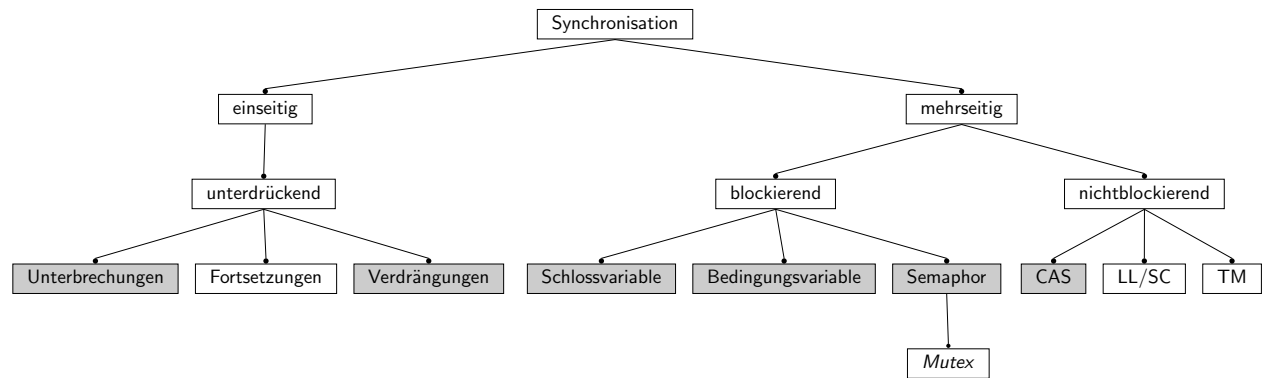 Synchronisation
einseitig
mehrseitig
unterdrückend
blockierend
nichtblockierend
Unterbrechungen
Fortsetzungen
Verdrängungen
Schlossvariable
Bedingungsvariable
Semaphor
CAS
LL/SC
TM
Mutex